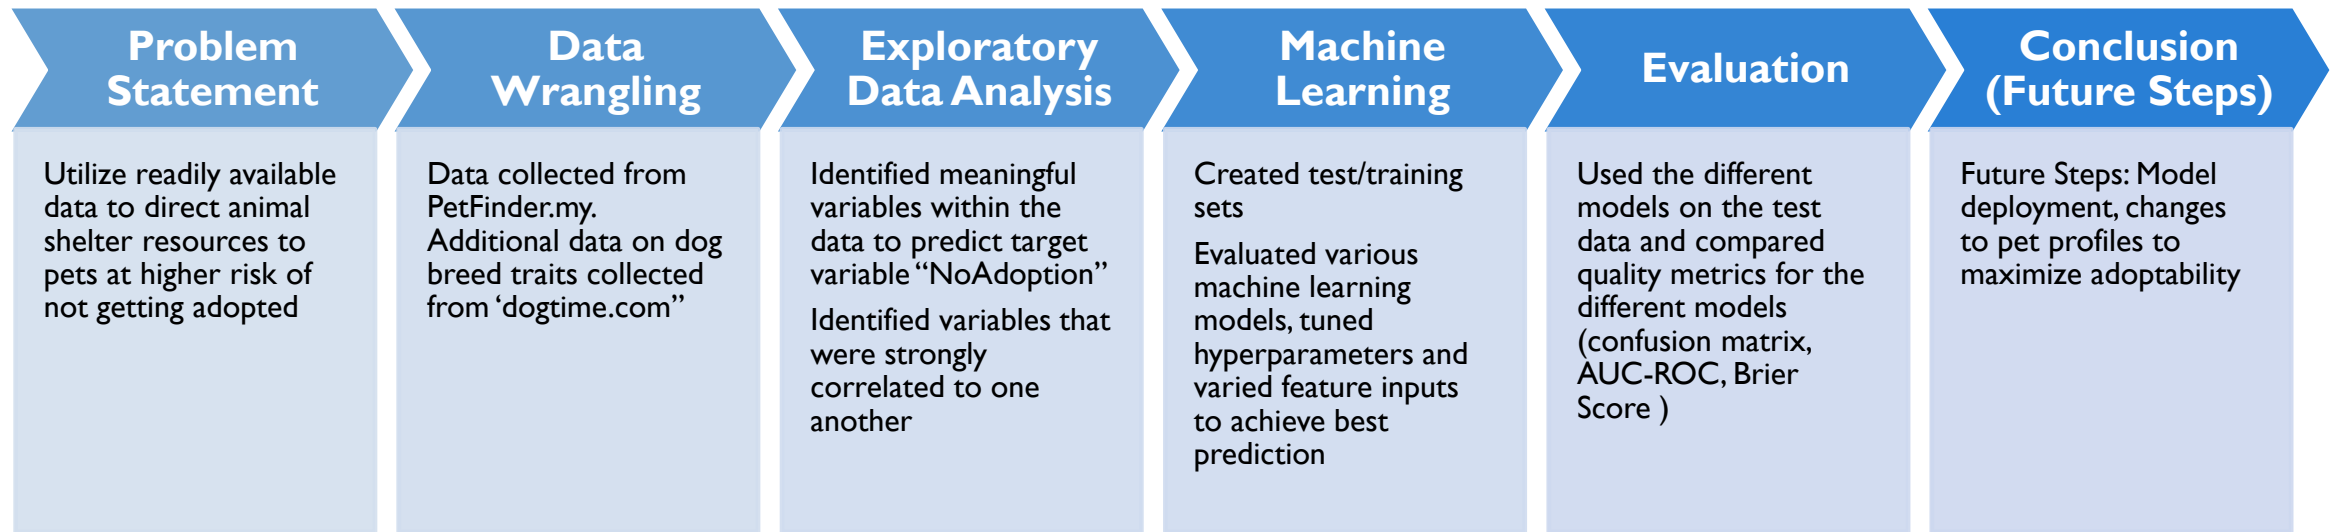 Problem
Statement
Utilize readily available
data to direct animal
shelter resources to
pets at higher risk of
not getting adopted
Data
Wrangling
Data collected from
PetFinder.my.
Additional data on dog
breed traits collected
from ‘dogtime.com”
Exploratory
Data Analysis
Identified meaningful
variables within the
data to predict target
variable “NoAdoption”
Identified variables that
were strongly
correlated to one
another
Machine
Learning
Created test/training
sets
Evaluated various
machine learning
models, tuned
hyperparameters and
varied feature inputs
to achieve best
prediction
Evaluation
Used the different
models on the test
data and compared
quality metrics for the
different models
(confusion matrix,
AUC-ROC, Brier
Score )
Conclusion
(Future Steps)
Future Steps: Model
deployment, changes
to pet profiles to
maximize adoptability